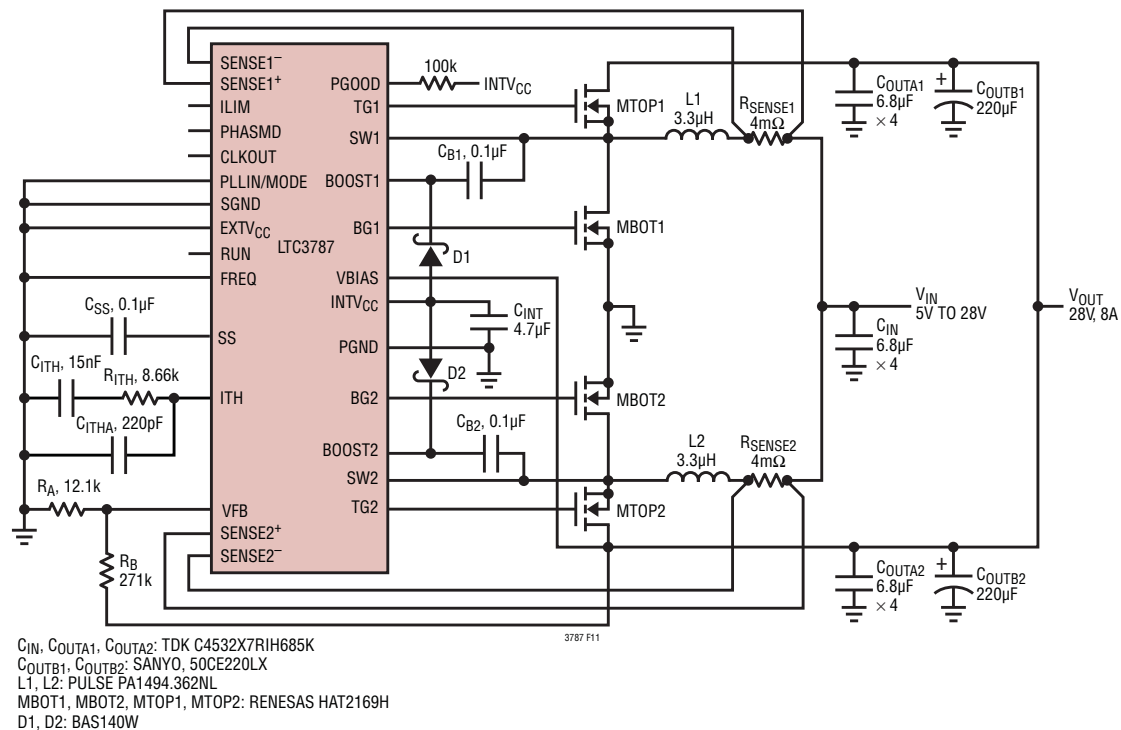 SENSE1–
SENSE1+
ILIM
PHASMD
CLKOUT
PLLIN/MODE
SGND
EXTVCC
RUN
FREQ
SS
ITH
VFB
SENSE2+
SENSE2–
LTC3787
PGOOD
TG1
SW1
BOOST1
BG1
VBIAS
INTVCC
PGND
BG2
BOOST2
SW2
TG2
100k
INTVCC
CB1, 0.1µF
D1
CINT
4.7µF
D2
CB2, 0.1µF
MTOP1
MBOT1
MBOT2
MTOP2
L1
3.3µH
RSENSE1
4mΩ
L2
3.3µH
RSENSE2
4mΩ
COUTA1
6.8µF
× 4
+
COUTB1
220µF
VIN
5V TO 28V
CIN
6.8µF
× 4
VOUT
28V, 8A
COUTA2
6.8µF
× 4
+
COUTB2
220µF
CSS, 0.1µF
CITH, 15nF
RITH, 8.66k
CITHA, 220pF
RA, 12.1k
RB
271k
3787 F11
CIN, COUTA1, COUTA2: TDK C4532X7RIH685K
COUTB1, COUTB2: SANYO, 50CE220LX
L1, L2: PULSE PA1494.362NL
MBOT1, MBOT2, MTOP1, MTOP2: RENESAS HAT2169H
D1, D2: BAS140W